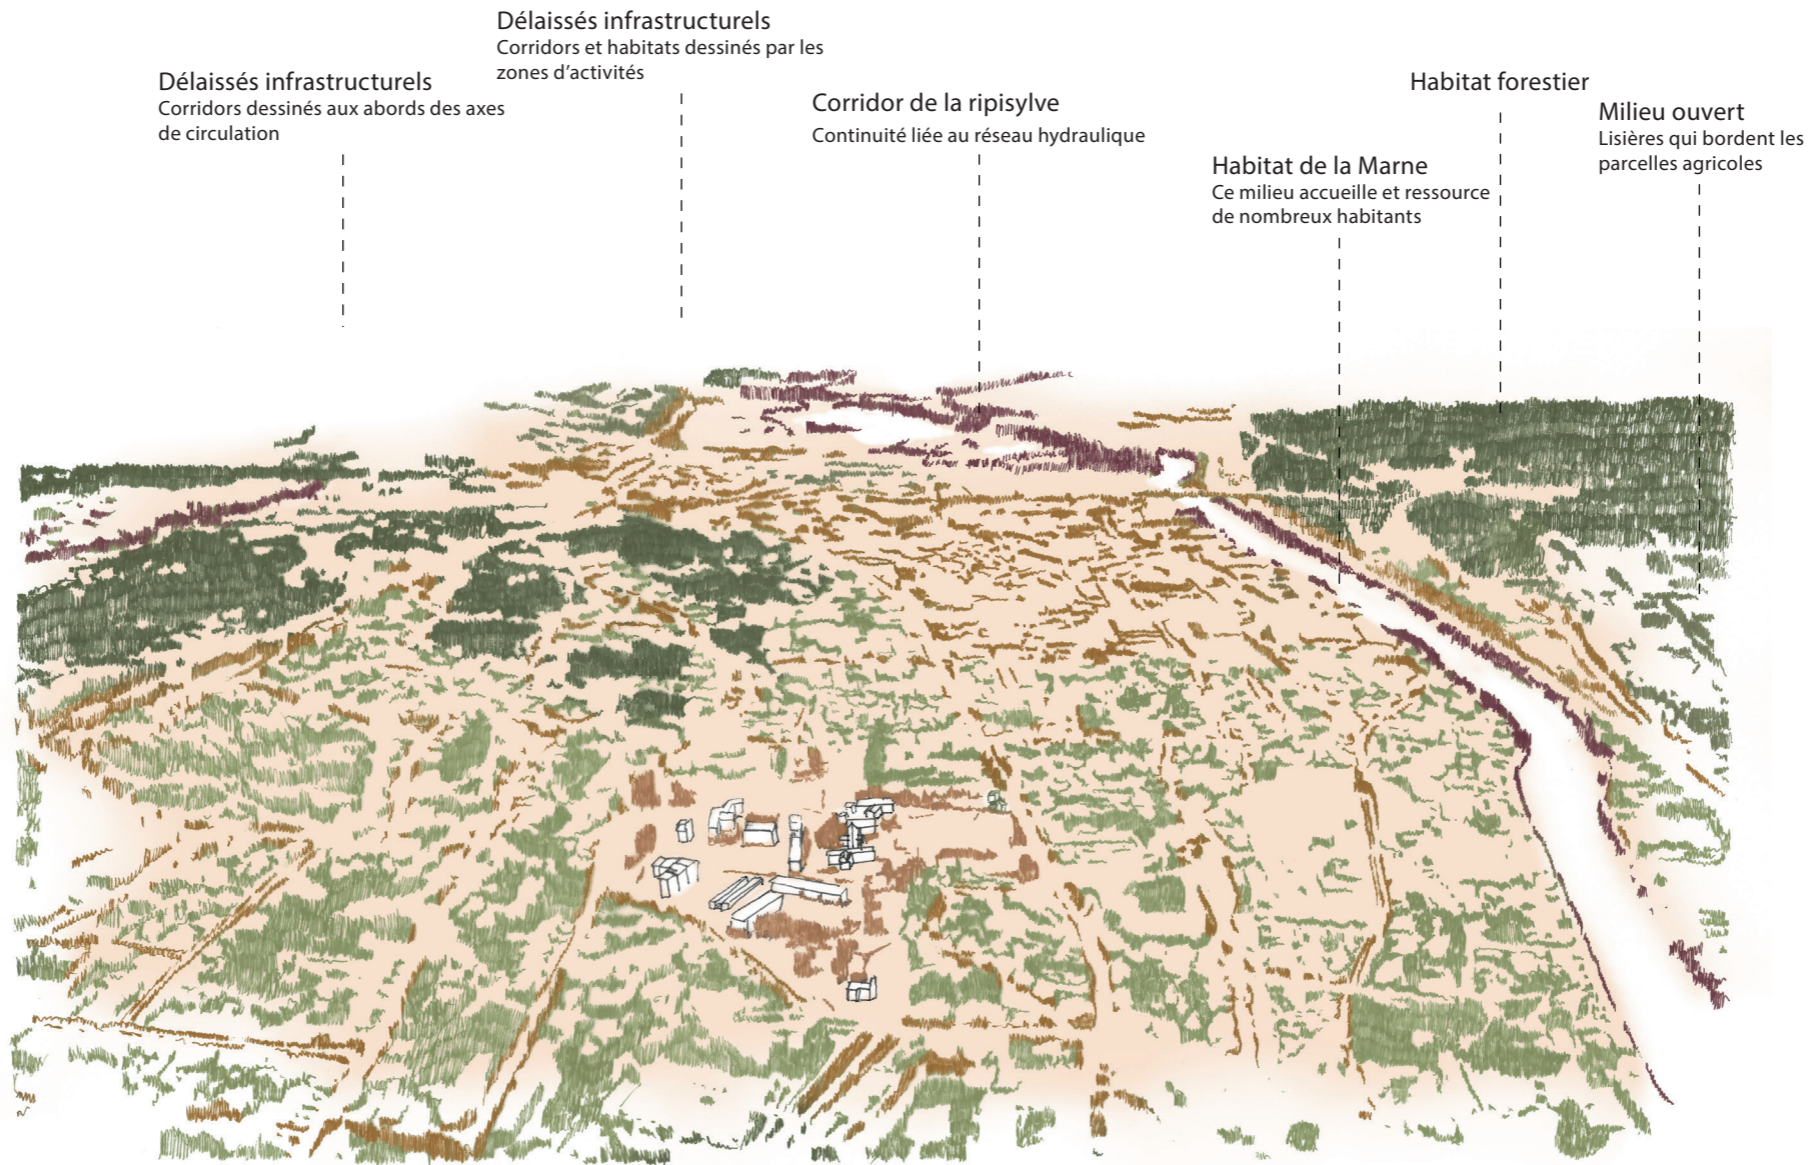 Délaissés infrastructurels
Corridors dessinés aux abords des axes
de circulation
Délaissés infrastructurels
Corridors et habitats dessinés par les
zones d'activités
Corridor de la ripisylve
Continuité liée au réseau hydraulique
Habitat de la Marne
Ce milieu accueille et ressource
de nombreux habitants
Habitat forestier
Milieu ouvert
Lisières qui bordent les
parcelles agricoles